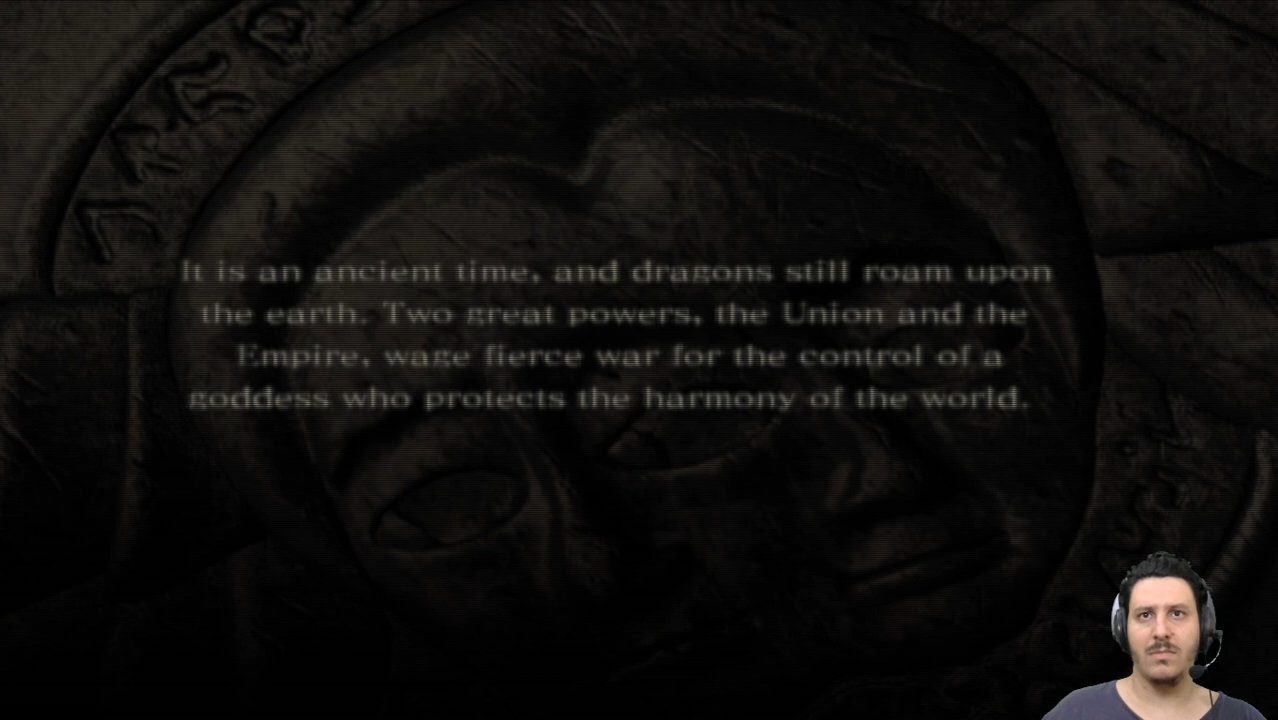 It is an ancient time, and dragons still roam upon
the earth. Two great powers, the Union and the
Empire, wage fierce war for the control of a
goddess who protects the harmony of the world.